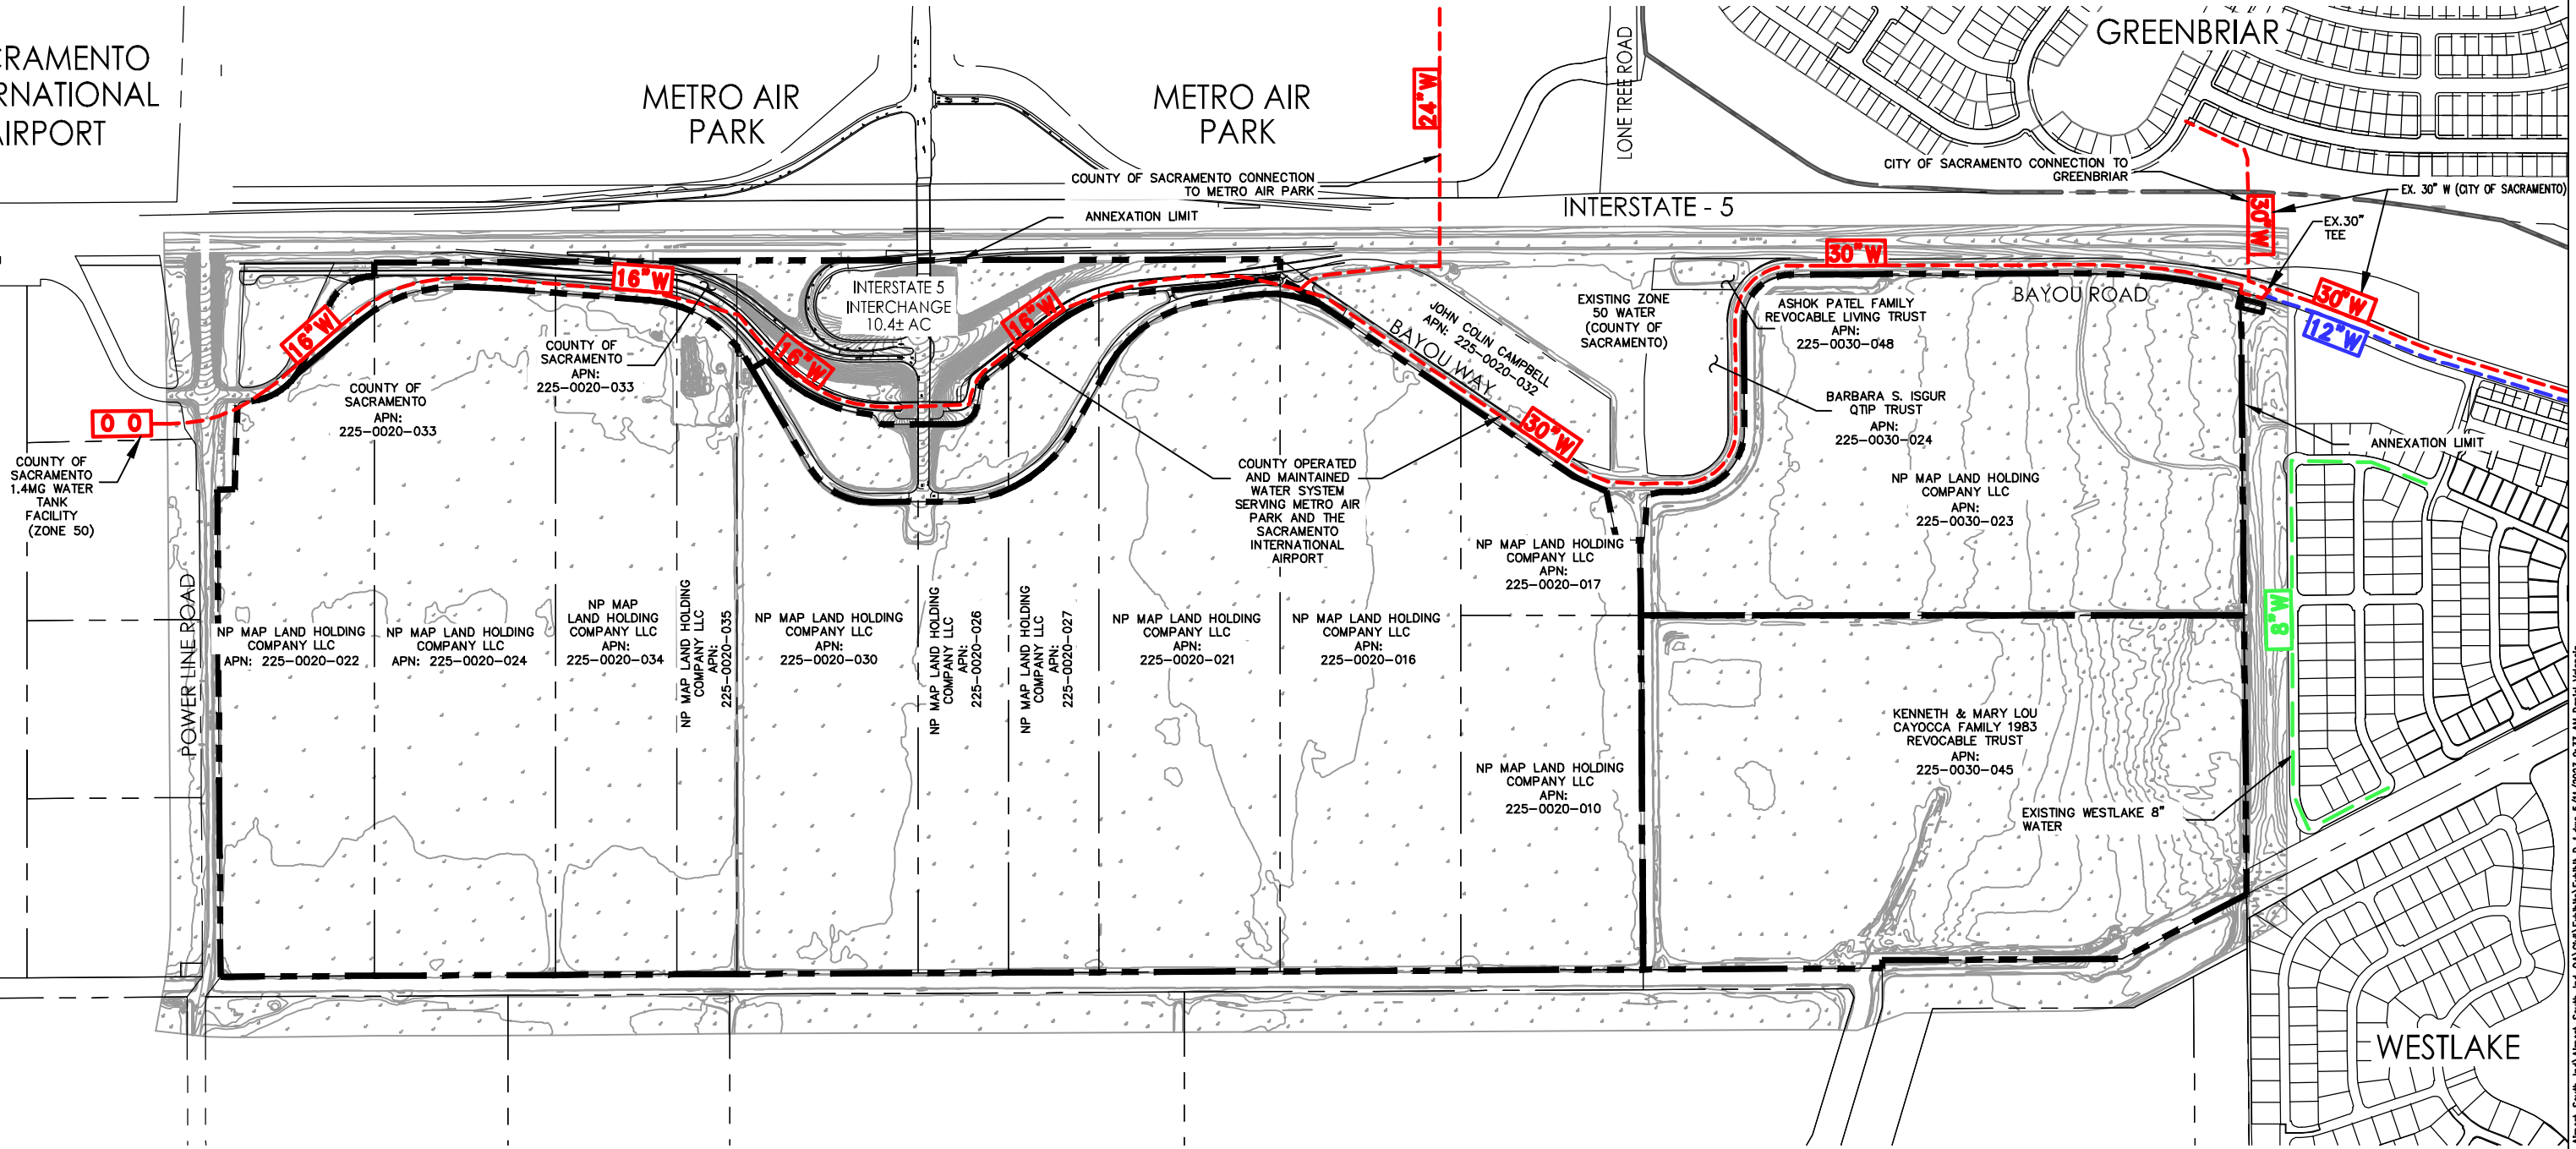 CRAMENTO
RNATIONAL
AIRPORT
METRO AIR
PARK
METRO AIR
PARK
24"W
LONE TREE ROAD
GREENBRIAR
COUNTY OF SACRAMENTO CONNECTION
TO METRO AIR PARK
ANNEXATION LIMIT
INTERSTATE - 5
CITY OF SACRAMENTO CONNECTION TO
GREENBRIAR
EX. 30" W (CITY OF SACRAMENTO)
30"W
EX.30"
TEE
30"W
12"W
16"W
16"W
16"W
16"W
INTERSTATE 5
INTERCHANGE
10.4± AC
30"W
30"W
BAYOU ROAD
BAYOU WAY
JOHN COLIN CAMPBELL
APN: 225-0020-032
EXISTING ZONE
50 WATER
(COUNTY OF
SACRAMENTO)
ASHOK PATEL FAMILY
REVOCABLE LIVING TRUST
APN:
225-0030-048
BARBARA S. ISGUR
QTIP TRUST
APN:
225-0030-024
COUNTY OF
SACRAMENTO
APN:
225-0020-033
COUNTY OF
SACRAMENTO
APN:
225-0020-033
0 0
COUNTY OF
SACRAMENTO
1.4MG WATER
TANK
FACILITY
(ZONE 50)
COUNTY OPERATED
AND MAINTAINED
WATER SYSTEM
SERVING METRO AIR
PARK AND THE
SACRAMENTO
INTERNATIONAL
AIRPORT
ANNEXATION LIMIT
NP MAP LAND HOLDING
COMPANY LLC
APN:
225-0030-023
NP MAP LAND HOLDING
COMPANY LLC
APN:
225-0020-017
POWER LINE ROAD
NP MAP LAND HOLDING
COMPANY LLC
APN: 225-0020-022
NP MAP LAND HOLDING
COMPANY LLC
APN: 225-0020-024
NP MAP
LAND HOLDING
COMPANY LLC
APN:
225-0020-034
NP MAP LAND HOLDING
COMPANY LLC
APN:
225-0020-035
NP MAP LAND HOLDING
COMPANY LLC
APN:
225-0020-030
NP MAP LAND HOLDING
COMPANY LLC
APN:
225-0020-026
NP MAP LAND HOLDING
COMPANY LLC
APN:
225-0020-027
NP MAP LAND HOLDING
COMPANY LLC
APN:
225-0020-021
NP MAP LAND HOLDING
COMPANY LLC
APN:
225-0020-016
8"W
KENNETH & MARY LOU
CAYOCCA FAMILY 1983
REVOCABLE TRUST
APN:
225-0030-045
NP MAP LAND HOLDING
COMPANY LLC
APN:
225-0020-010
EXISTING WESTLAKE 8"
WATER
WESTLAKE